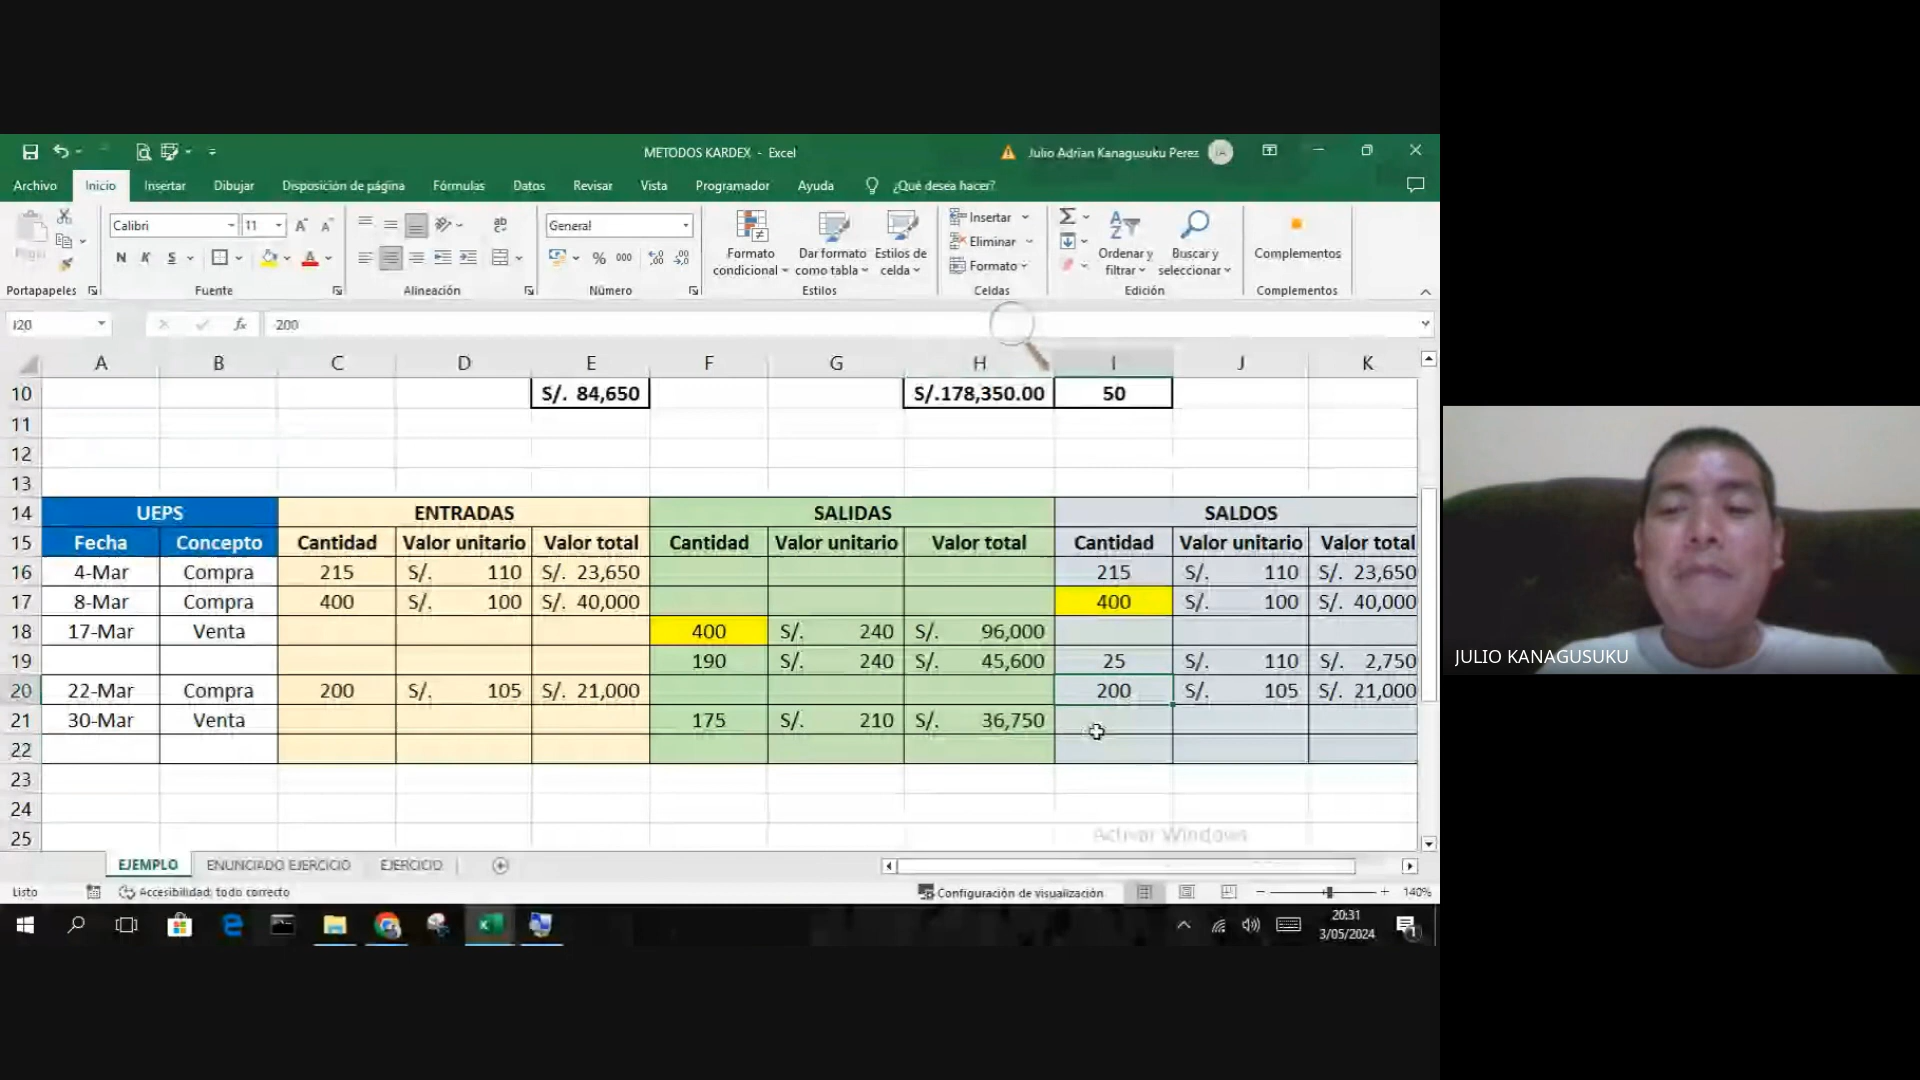 METODOS KARDEX - Excel
Julio Adrian Kanagusuku Perez
Archivo Inicio Insertar Dibujar Disposición de página Fórmulas Datos Revisar Vista Programador Ayuda ¿Qué desea hacer?
Calibri 11 General
N K S
% 000
Formato condicional
Dar formato como tabla
Estilos de celda
Insertar
Eliminar
Formato
Ordenar y filtrar
Buscar y seleccionar
Complementos
Portapapeles Fuente Alineación Número Estilos Celdas Edición Complementos
I20 fx 200
A B C D E F G H I J K
10 S/. 84,650 S/.178,350.00 50
11
12
13
14 UEPS ENTRADAS SALIDAS SALDOS
15 Fecha Concepto Cantidad Valor unitario Valor total Cantidad Valor unitario Valor total Cantidad Valor unitario Valor total
16 4-Mar Compra 215 S/. 110 S/. 23,650 215 S/. 110 S/. 23,650
17 8-Mar Compra 400 S/. 100 S/. 40,000 400 S/. 100 S/. 40,000
18 17-Mar Venta 400 S/. 240 S/. 96,000
19 190 S/. 240 S/. 45,600 25 S/. 110 S/. 2,750
20 22-Mar Compra 200 S/. 105 S/. 21,000 200 S/. 105 S/. 21,000
21 30-Mar Venta 175 S/. 210 S/. 36,750
22
23
24
25
Activar Windows
EJEMPLO ENUNCIADO EJERCICIO EJERCICIO
Listo Accesibilidad: todo correcto Configuración de visualización 140%
20:31
3/05/2024
JULIO KANAGUSUKU